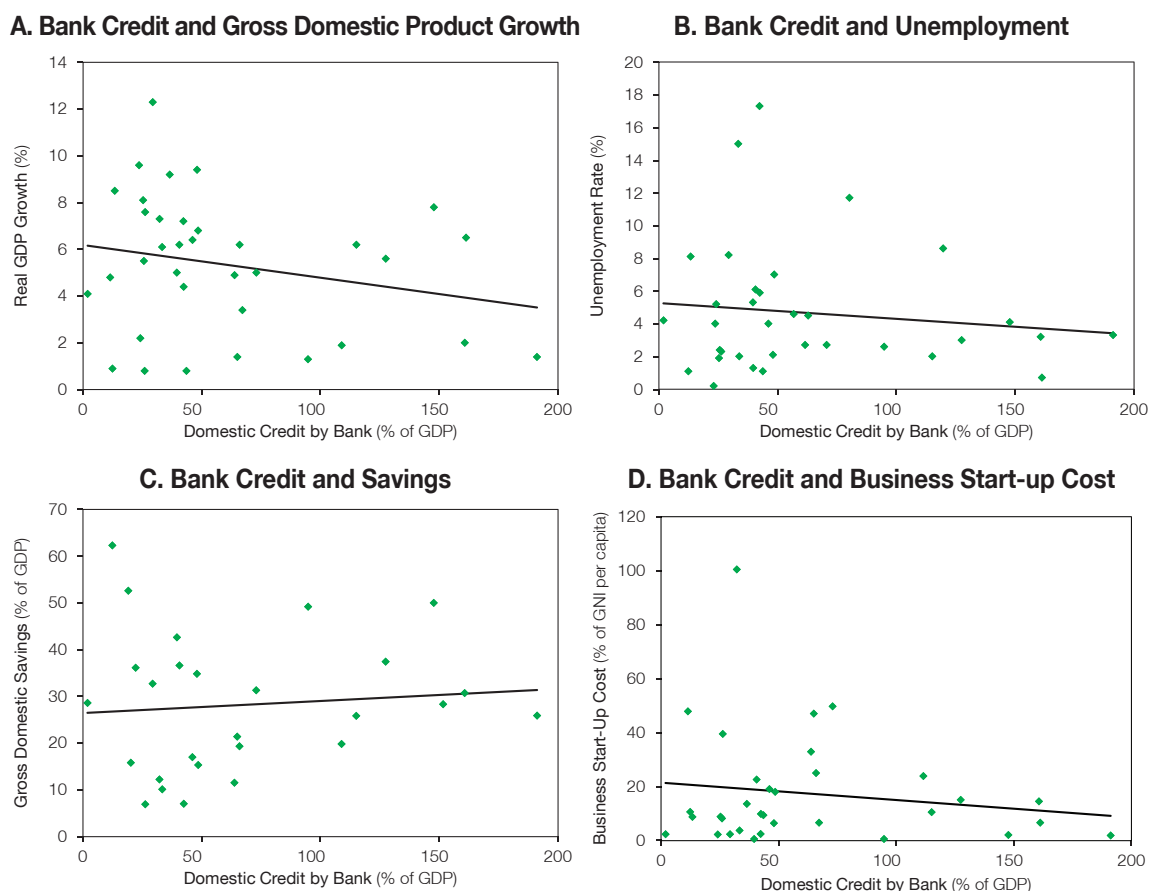 A. Bank Credit and Gross Domestic Product Growth
Real GDP Growth (%)
14
12
10
8
6
4
2
0
0 50 100 150 200
Domestic Credit by Bank (% of GDP)
B. Bank Credit and Unemployment
Unemployment Rate (%)
20
18
16
14
12
10
8
6
4
2
0
0 50 100 150 200
Domestic Credit by Bank (% of GDP)
C. Bank Credit and Savings
Gross Domestic Savings (% of GDP)
70
60
50
40
30
20
10
0
0 50 100 150 200
Domestic Credit by Bank (% of GDP)
D. Bank Credit and Business Start-up Cost
Business Start-Up Cost (% of GNI per capita)
120
100
80
60
40
20
0
0 50 100 150 200
Domestic Credit by Bank (% of GDP)